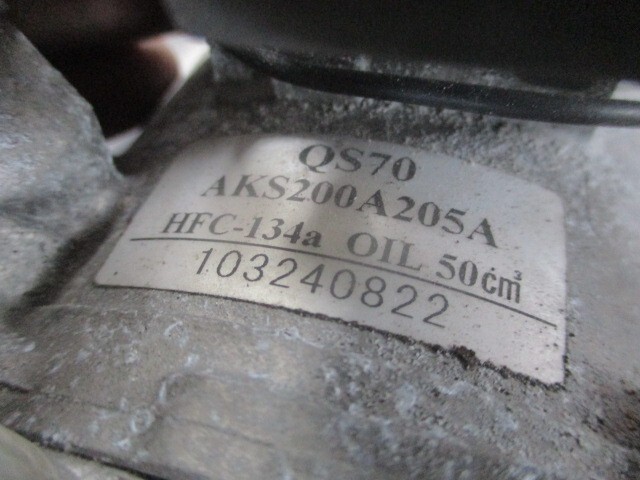 QS70
AKS200A205A
HFC-134a OIL 50c㎥
103240822